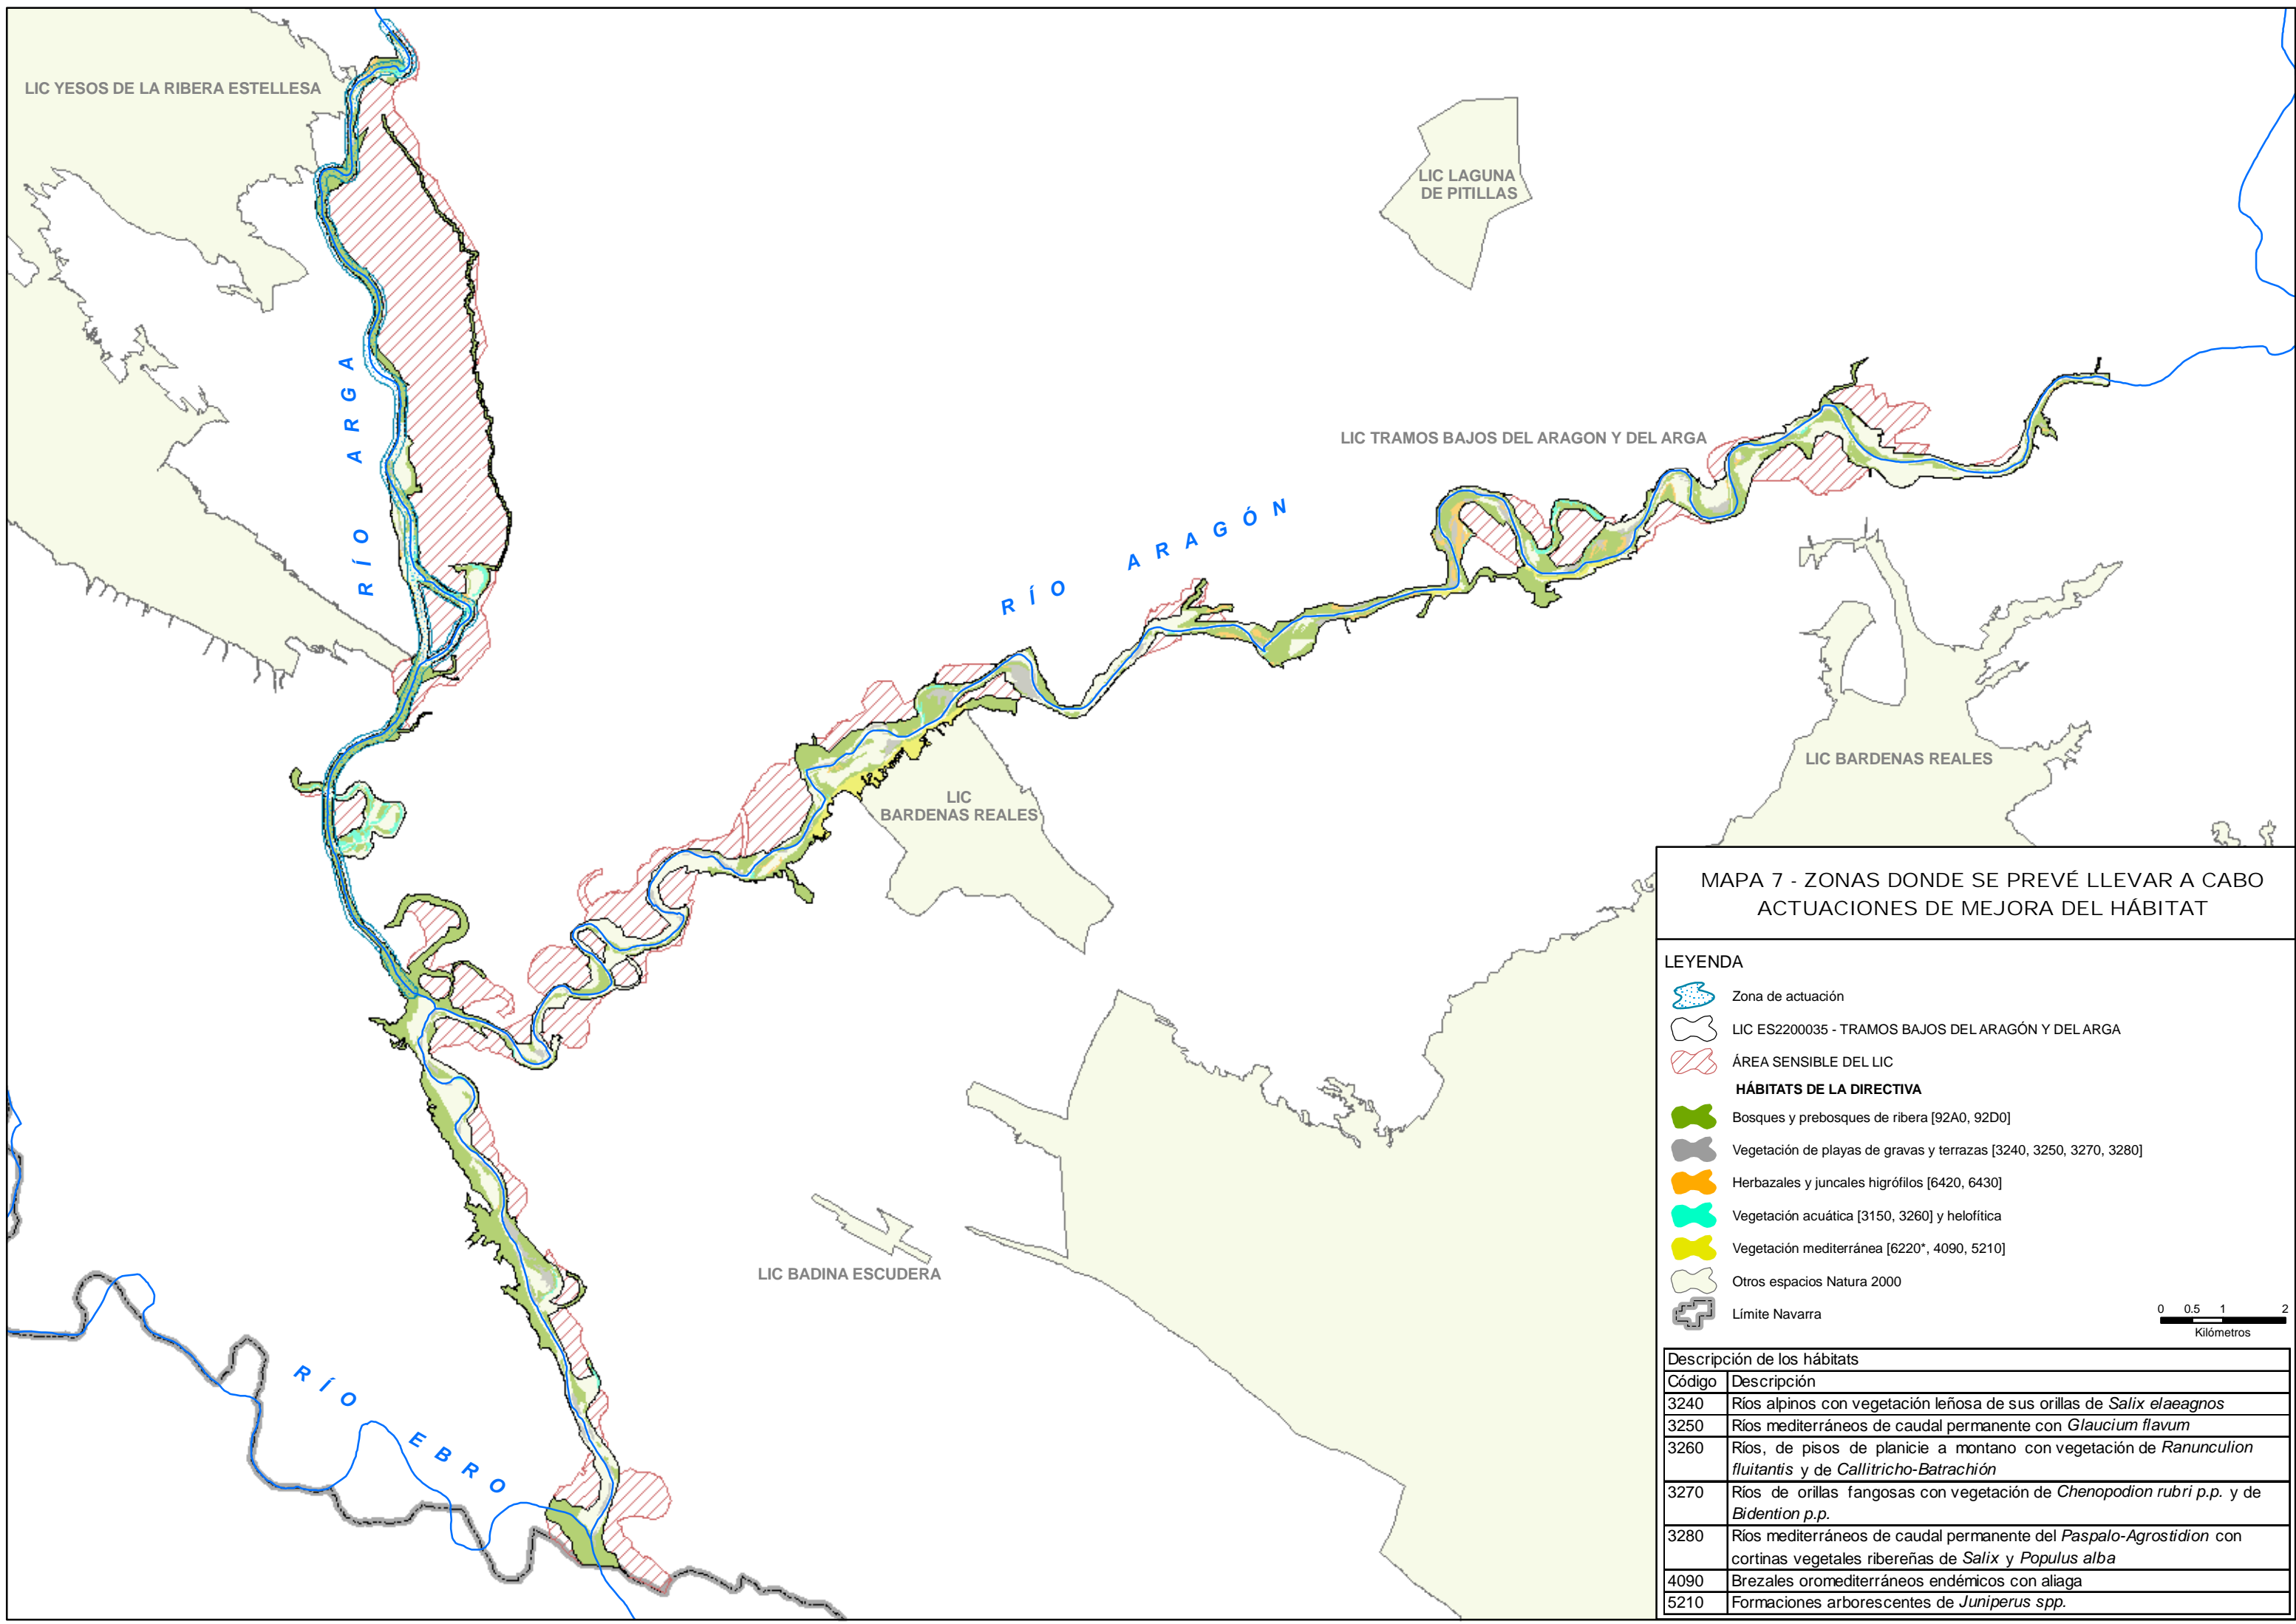 LIC YESOS DE LA RIBERA ESTELLESA
LIC LAGUNA
DE PITILLAS
RÍO ARGA
LIC TRAMOS BAJOS DEL ARAGON Y DEL ARGA
RÍO ARAGÓN
LIC BARDENAS REALES
LIC
BARDENAS REALES
LIC BADINA ESCUDERA
RÍO EBRO
MAPA 7 - ZONAS DONDE SE PREVÉ LLEVAR A CABO
ACTUACIONES DE MEJORA DEL HÁBITAT
LEYENDA
Zona de actuación
LIC ES2200035 - TRAMOS BAJOS DEL ARAGÓN Y DEL ARGA
ÁREA SENSIBLE DEL LIC
HÁBITATS DE LA DIRECTIVA
Bosques y prebosques de ribera [92A0, 92D0]
Vegetación de playas de gravas y terrazas [3240, 3250, 3270, 3280]
Herbazales y juncales higrófilos [6420, 6430]
Vegetación acuática [3150, 3260] y helofítica
Vegetación mediterránea [6220*, 4090, 5210]
Otros espacios Natura 2000
Límite Navarra
0 0.5 1 2
Kilómetros
Descripción de los hábitats
Código Descripción
3240 Ríos alpinos con vegetación leñosa de sus orillas de Salix elaeagnos
3250 Ríos mediterráneos de caudal permanente con Glaucium flavum
3260 Ríos, de pisos de planicie a montano con vegetación de Ranunculion
fluitantis y de Callitricho-Batrachión
3270 Ríos de orillas fangosas con vegetación de Chenopodion rubri p.p. y de
Bidention p.p.
3280 Ríos mediterráneos de caudal permanente del Paspalo-Agrostidion con
cortinas vegetales ribereñas de Salix y Populus alba
4090 Brezales oromediterráneos endémicos con aliaga
5210 Formaciones arborescentes de Juniperus spp.